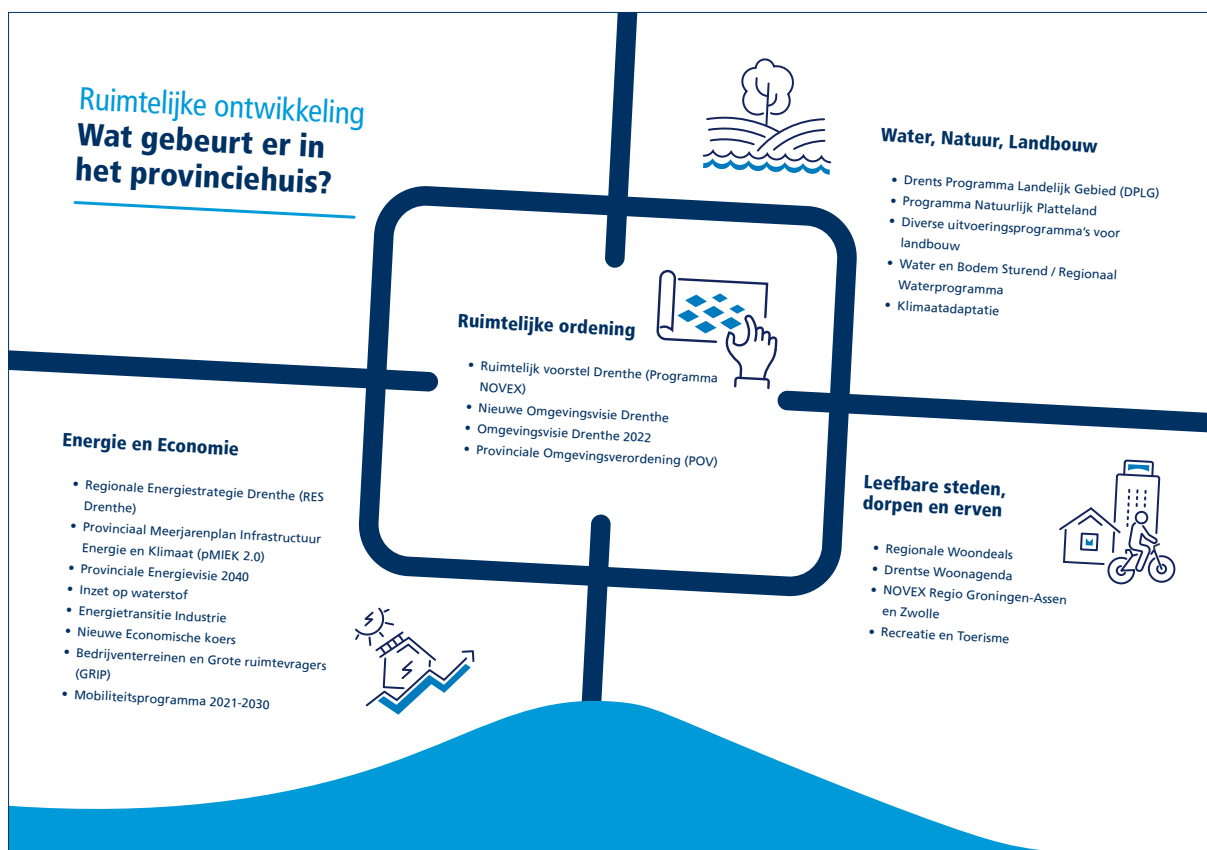 Ruimtelijke ontwikkeling
Wat gebeurt er in
het provinciehuis?
Water, Natuur, Landbouw
• Drents Programma Landelijk Gebied (DPLG)
• Programma Natuurlijk Platteland
• Diverse uitvoeringsprogramma's voor
landbouw
• Water en Bodem Sturend / Regionaal
Waterprogramma
• Klimaatadaptatie
Ruimtelijke ordening
• Ruimtelijk voorstel Drenthe (Programma
NOVEX)
• Nieuwe Omgevingsvisie Drenthe
• Omgevingsvisie Drenthe 2022
• Provinciale Omgevingsverordening (POV)
Energie en Economie
• Regionale Energiestrategie Drenthe (RES
Drenthe)
• Provinciaal Meerjarenplan Infrastructuur
Energie en Klimaat (pMIEK 2.0)
• Provinciale Energievisie 2040
• Inzet op waterstof
• Energietransitie Industrie
• Nieuwe Economische koers
• Bedrijventerreinen en Grote ruimtevragers
(GRIP)
• Mobiliteitsprogramma 2021-2030
Leefbare steden,
dorpen en erven
• Regionale Woondeals
• Drentse Woonagenda
• NOVEX Regio Groningen-Assen
en Zwolle
• Recreatie en Toerisme